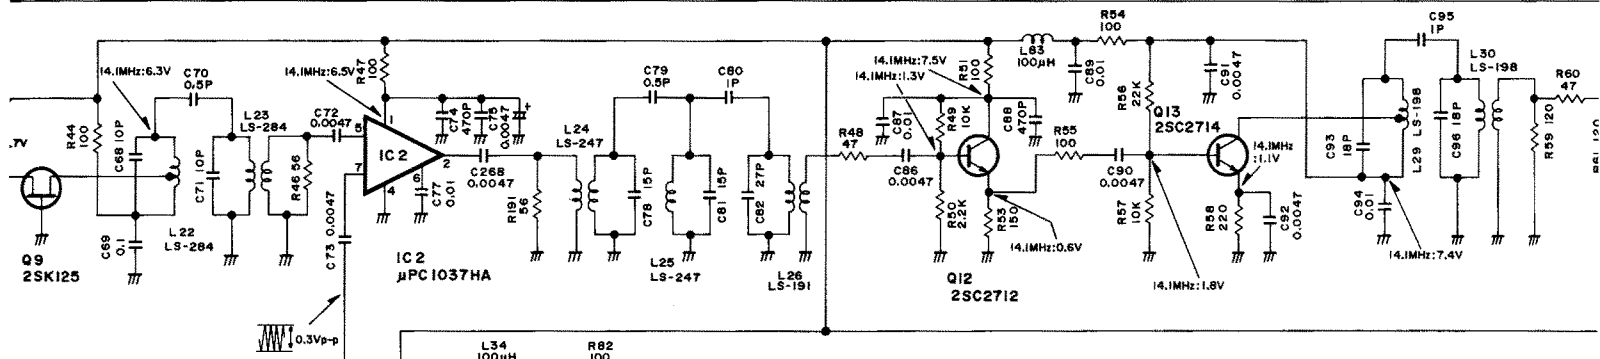 .7V
R44
100
14.1MHz:6.3V
C70
0.5P
C68 10P
C69
0.1
Q9
2SK125
L22
LS-284
C71 10P
L23
LS-284
R46 56
C72
0.0047
C73 0.0047
14.1MHz:6.5V
R47
100
5
1
7
IC2
2
6
4
C74
470P
C75
0.0047
+
C77
0.01
IC2
μPC1037HA
0.3Vp-p
C268
0.0047
R191
56
L24
LS-247
C79
0.5P
C80
1P
C78 15P
L25
LS-247
C81 15P
C82 27P
L26
LS-191
L34
100μH
R82
100
R48
47
C86
0.0047
14.1MHz:7.5V
14.1MHz:1.3V
C87
0.01
R49
10K
R51
100
C88
470P
R50
2.2K
R53
150
14.1MHz:0.6V
Q12
2SC2712
L83
100μH
C89
0.01
R54
100
R55
100
R56
22K
C90
0.0047
R57
10K
14.1MHz:1.8V
C91
0.0047
Q13
2SC2714
14.1MHz
:1.1V
R58
220
C92
0.0047
C93
18P
C94
0.01
C95
1P
L29 LS-198
14.1MHz:7.4V
C96 18P
L30
LS-198
R59 120
R60
47
R61 120